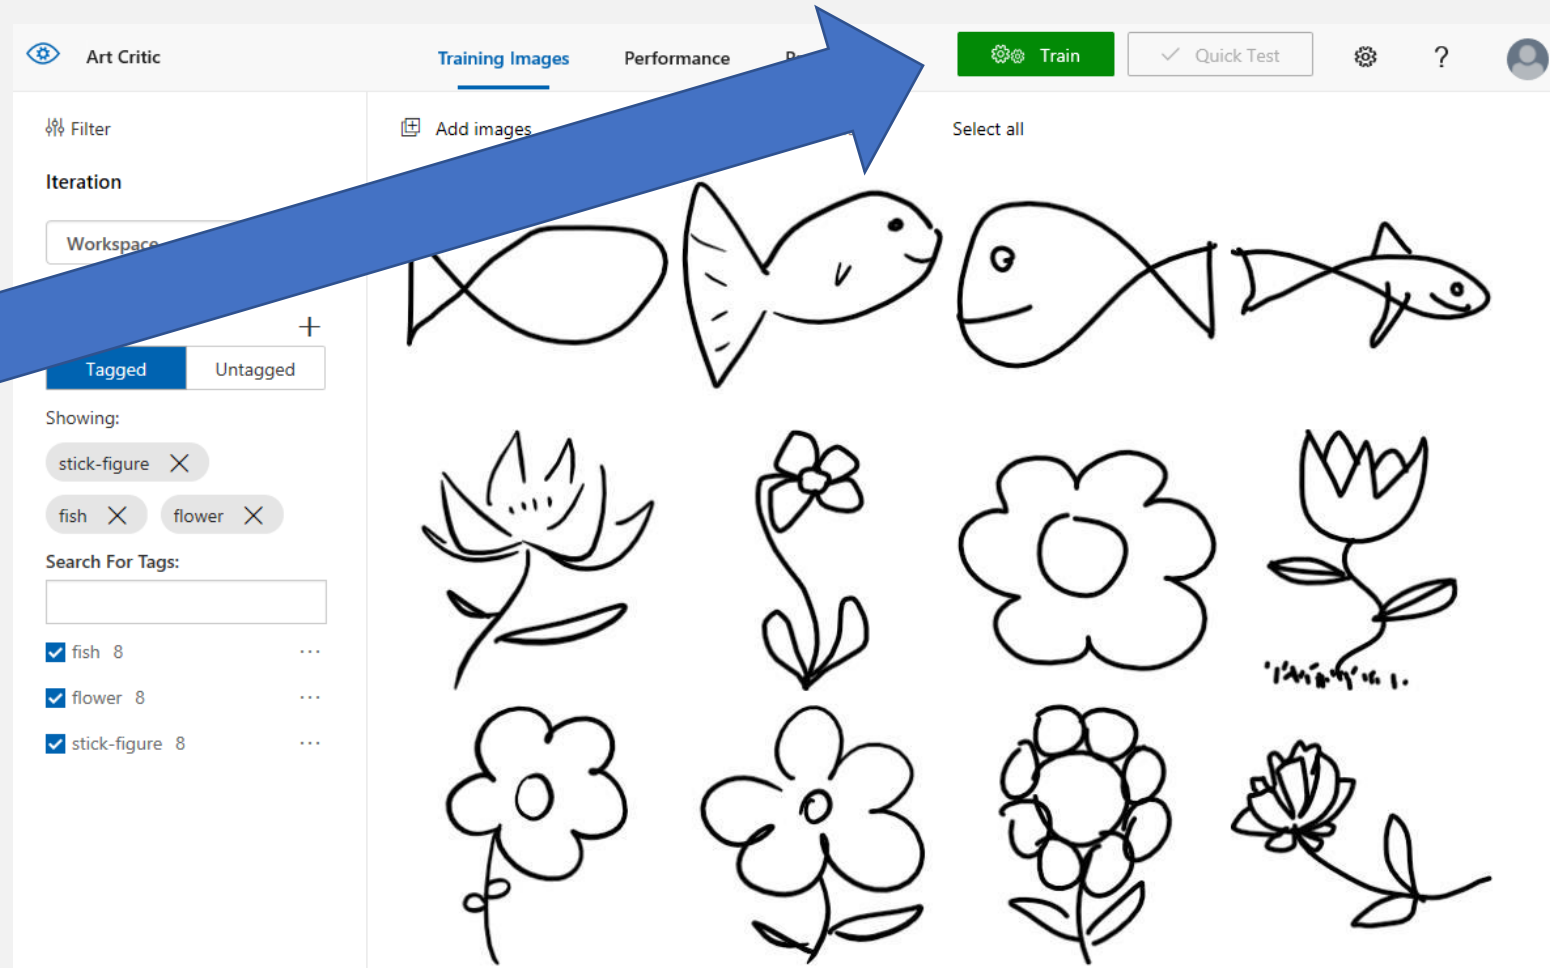 Art Critic
Training Images
Performance
Train
Quick Test
?
Filter
Add images
Select all
Iteration
Workspace
Tagged
Untagged
Showing:
stick-figure
fish
flower
Search For Tags:
fish 8
flower 8
stick-figure 8